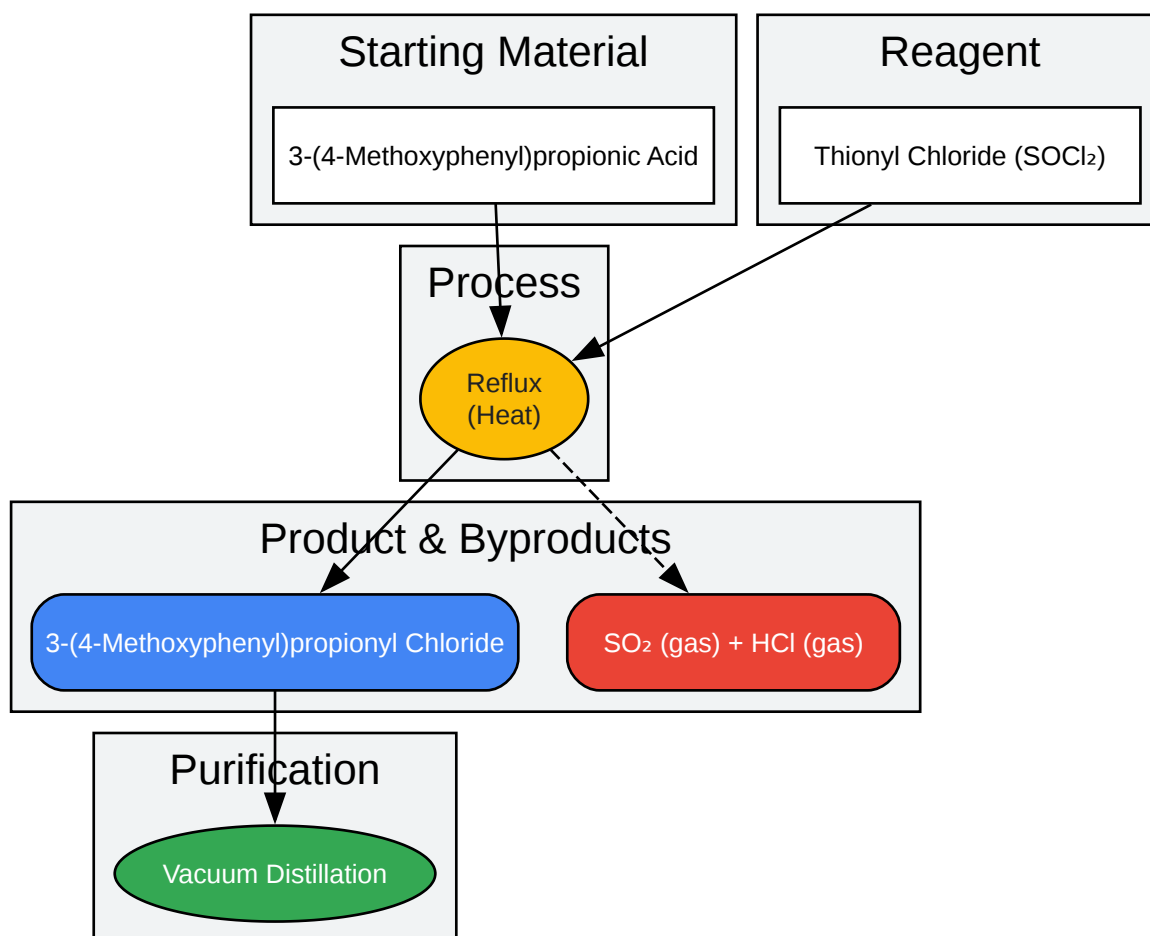 Starting Material
Reagent
3-(4-Methoxyphenyl)propionic Acid
Thionyl Chloride (SOCl₂)
Process
Reflux
(Heat)
Product & Byproducts
3-(4-Methoxyphenyl)propionyl Chloride
SO₂ (gas) + HCl (gas)
Purification
Vacuum Distillation